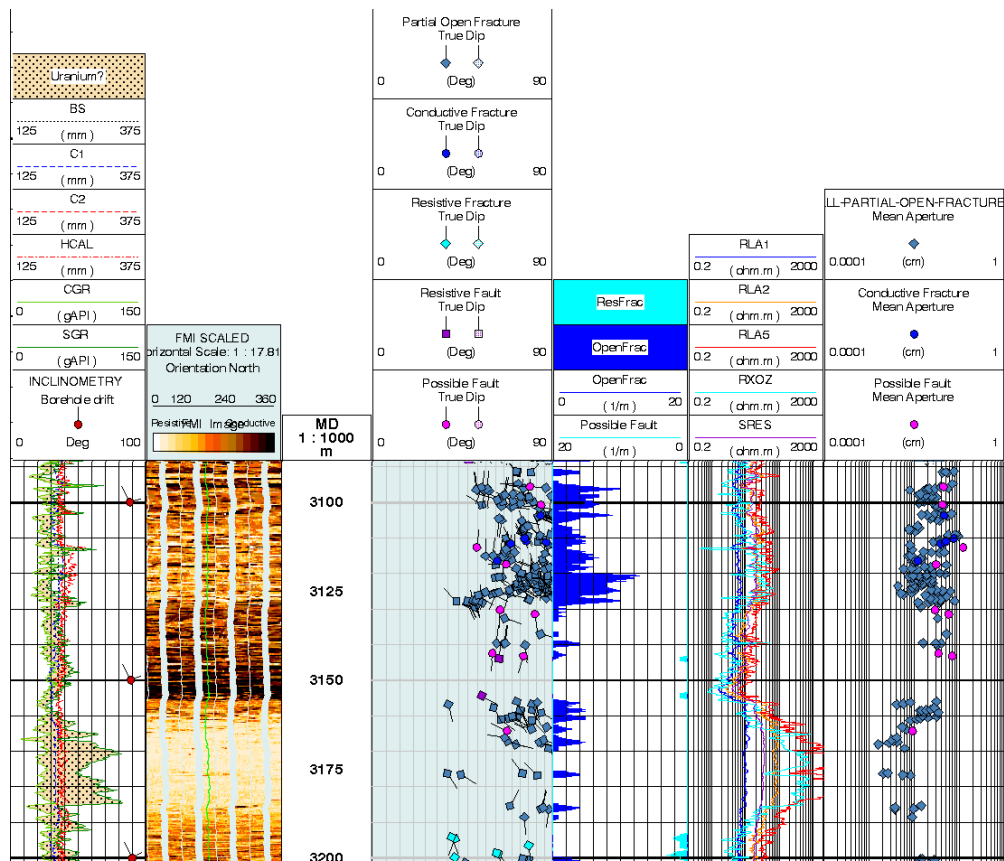 Uranium?
BS
125 (mm) 375
C1
125 (mm) 375
C2
125 (mm) 375
HCAL
125 (mm) 375
CGR
0 (gAPI) 150
SGR
0 (gAPI) 150
INCLINOMETRY
Borehole drift
0 Deg 100
FMI SCALED
orizontal Scale: 1 : 17.81
Orientation North
0 120 240 360
Resistive FMI Image Conductive
MD
1 : 1000
m
Partial Open Fracture
True Dip
0 (Deg) 90
Conductive Fracture
True Dip
0 (Deg) 90
Resistive Fracture
True Dip
0 (Deg) 90
Resistive Fault
True Dip
0 (Deg) 90
Possible Fault
True Dip
0 (Deg) 90
ResFrac
OpenFrac
OpenFrac
0 (1/m) 20
Possible Fault
20 (1/m) 0
RLA1
0.2 (ohm.m) 2000
RLA2
0.2 (ohm.m) 2000
RLA5
0.2 (ohm.m) 2000
RXOZ
0.2 (ohm.m) 2000
SRES
0.2 (ohm.m) 2000
LL-PARTIAL-OPEN-FRACTURE
Mean Aperture
0.0001 (cm) 1
Conductive Fracture
Mean Aperture
0.0001 (cm) 1
Possible Fault
Mean Aperture
0.0001 (cm) 1
3100
3125
3150
3175
3200